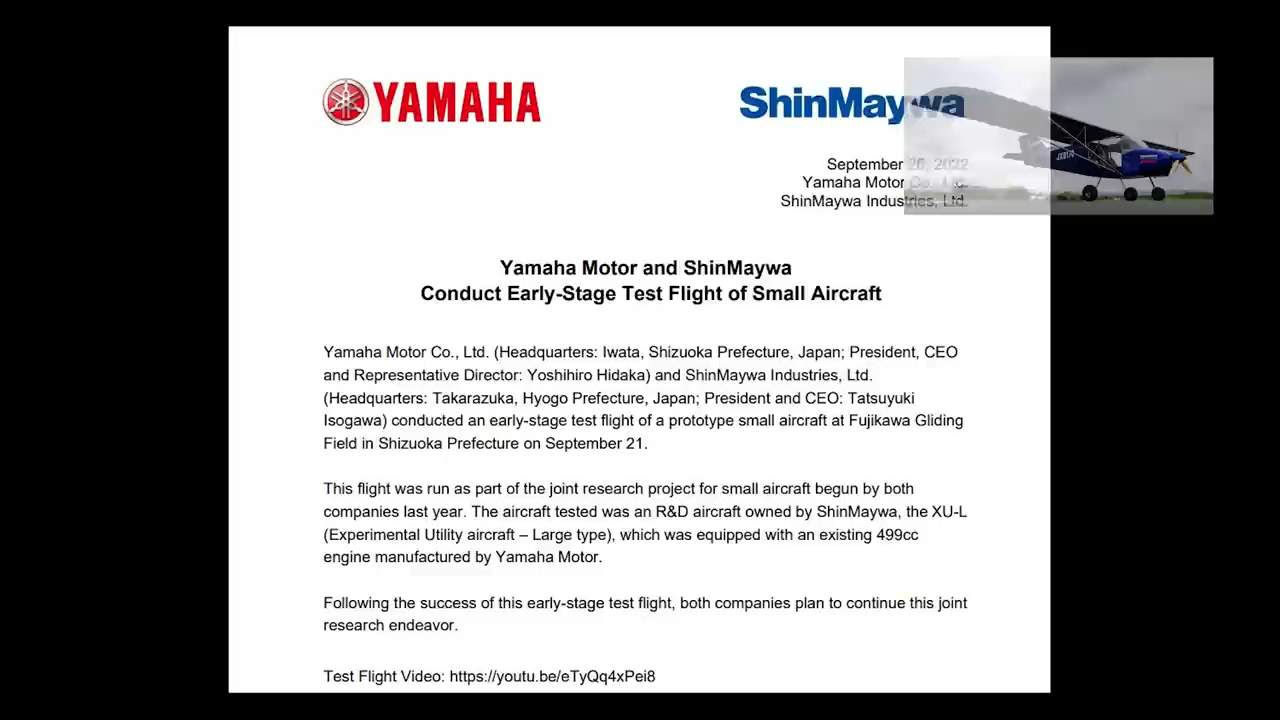 YAMAHA
ShinMaywa
September 26, 2022
Yamaha Motor Co., Ltd.
ShinMaywa Industries, Ltd.
Yamaha Motor and ShinMaywa
Conduct Early-Stage Test Flight of Small Aircraft
Yamaha Motor Co., Ltd. (Headquarters: Iwata, Shizuoka Prefecture, Japan; President, CEO
and Representative Director: Yoshihiro Hidaka) and ShinMaywa Industries, Ltd.
(Headquarters: Takarazuka, Hyogo Prefecture, Japan; President and CEO: Tatsuyuki
Isogawa) conducted an early-stage test flight of a prototype small aircraft at Fujikawa Gliding
Field in Shizuoka Prefecture on September 21.
This flight was run as part of the joint research project for small aircraft begun by both
companies last year. The aircraft tested was an R&D aircraft owned by ShinMaywa, the XU-L
(Experimental Utility aircraft – Large type), which was equipped with an existing 499cc
engine manufactured by Yamaha Motor.
Following the success of this early-stage test flight, both companies plan to continue this joint
research endeavor.
Test Flight Video: https://youtu.be/eTyQq4xPei8